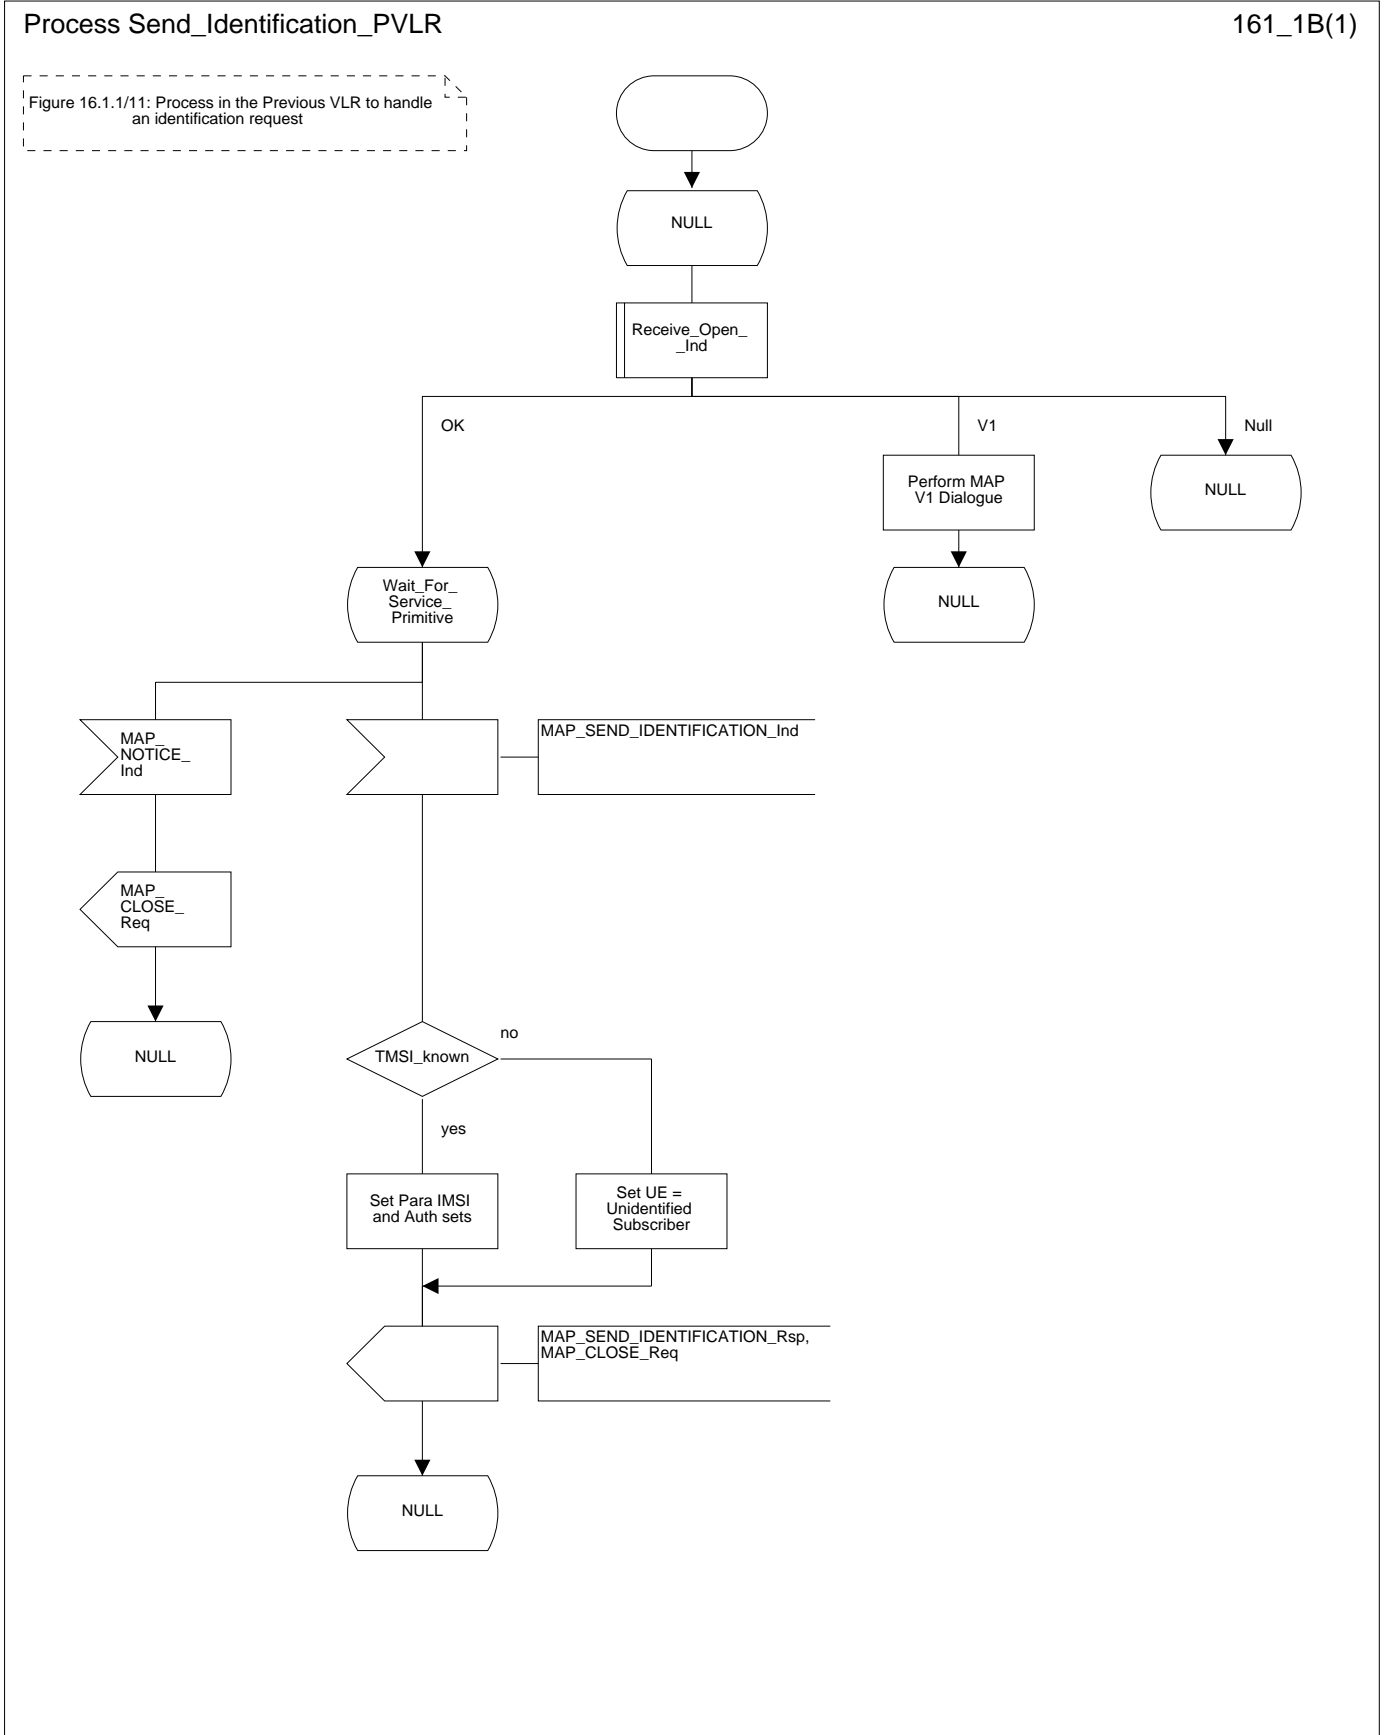 Process Send_Identification_PVLR
161_1B(1)
Figure 16.1.1/11: Process in the Previous VLR to handle
an identification request
NULL
Receive_Open_
_Ind
OK
V1
Null
Perform MAP
V1 Dialogue
NULL
NULL
Wait_For_
Service_
Primitive
NULL
MAP_
NOTICE_
Ind
MAP_SEND_IDENTIFICATION_Ind
MAP_
CLOSE_
Req
NULL
TMSI_known
no
yes
Set Para IMSI
and Auth sets
Set UE =
Unidentified
Subscriber
MAP_SEND_IDENTIFICATION_Rsp,
MAP_CLOSE_Req
NULL